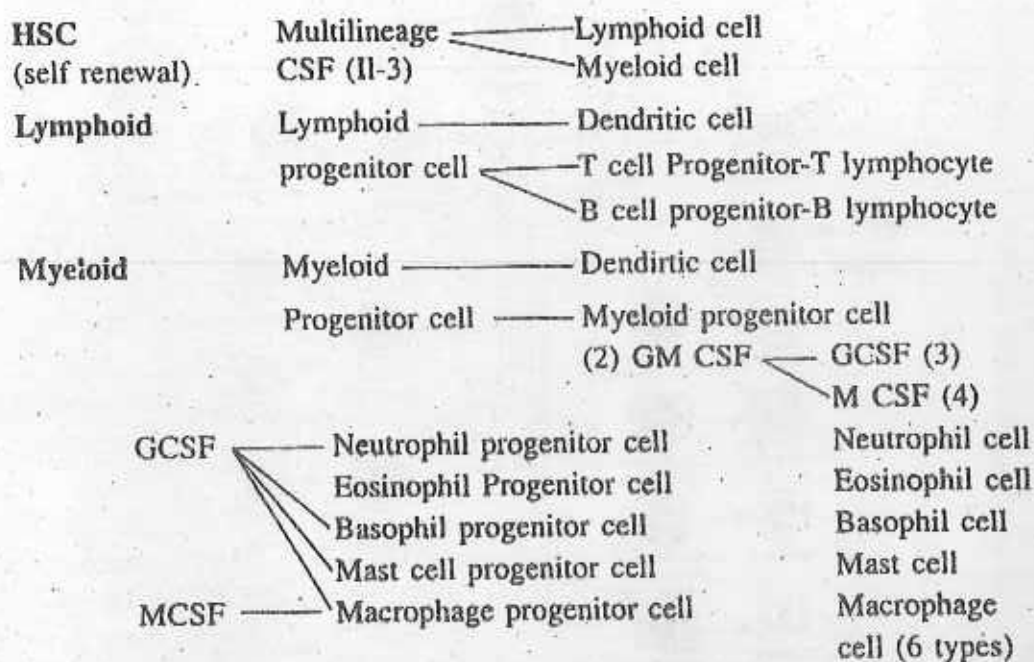 HSC Multilineage Lymphoid cell
(self renewal). CSF (Il-3) Myeloid cell
Lymphoid Lymphoid Dendritic cell
progenitor cell T cell Progenitor-T lymphocyte
B cell progenitor-B lymphocyte
Myeloid Myeloid Dendirtic cell
Progenitor cell Myeloid progenitor cell
(2) GM CSF GCSF (3)
M CSF (4)
GCSF Neutrophil progenitor cell Neutrophil cell
Eosinophil Progenitor cell Eosinophil cell
Basophil progenitor cell Basophil cell
Mast cell progenitor cell Mast cell
MCSF Macrophage progenitor cell Macrophage
cell (6 types)